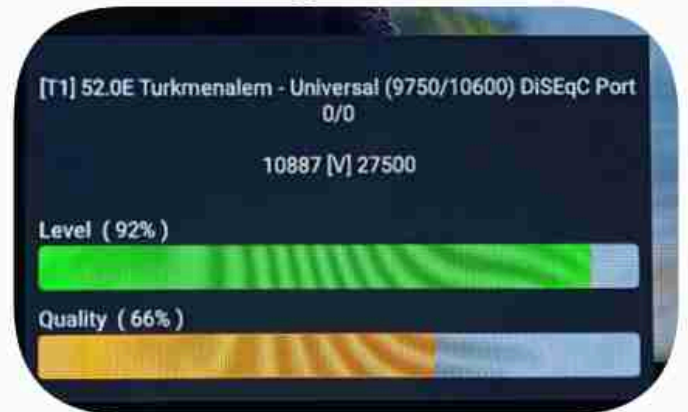 [T1] 52.0E Turkmenalem - Universal (9750/10600) DiSEqC Port
0/0
10887 [V] 27500
Level ( 92% )
Quality ( 66% )